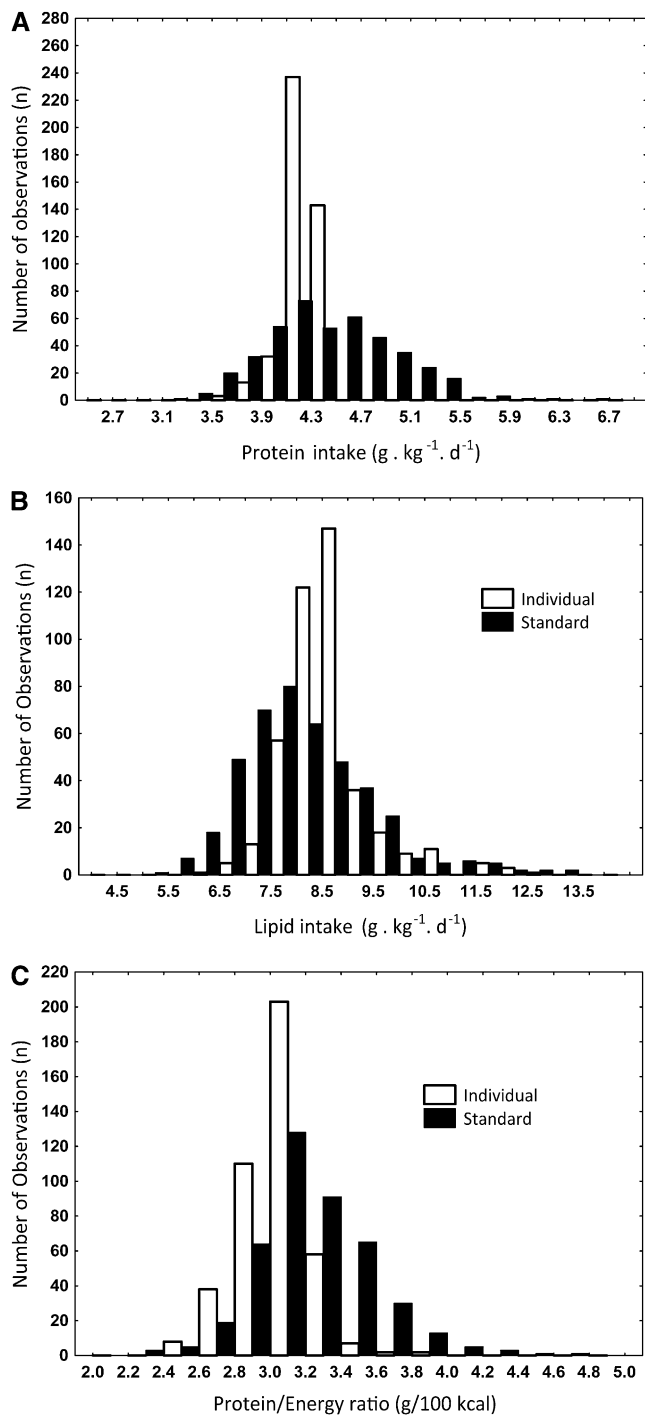 A
280
260
240
220
200
180
160
140
120
100
80
60
40
20
0
Number of observations (n)
2.7 3.1 3.5 3.9 4.3 4.7 5.1 5.5 5.9 6.3 6.7
Protein intake (g . kg-1. d-1)
B
160
140
120
100
80
60
40
20
0
Number of Observations (n)
Individual
Standard
4.5 5.5 6.5 7.5 8.5 9.5 10.5 11.5 12.5 13.5
Lipid intake (g . kg-1. d-1)
C
220
200
180
160
140
120
100
80
60
40
20
0
Number of Observations (n)
Individual
Standard
2.0 2.2 2.4 2.6 2.8 3.0 3.2 3.4 3.6 3.8 4.0 4.2 4.4 4.6 4.8 5.0
Protein/Energy ratio (g/100 kcal)